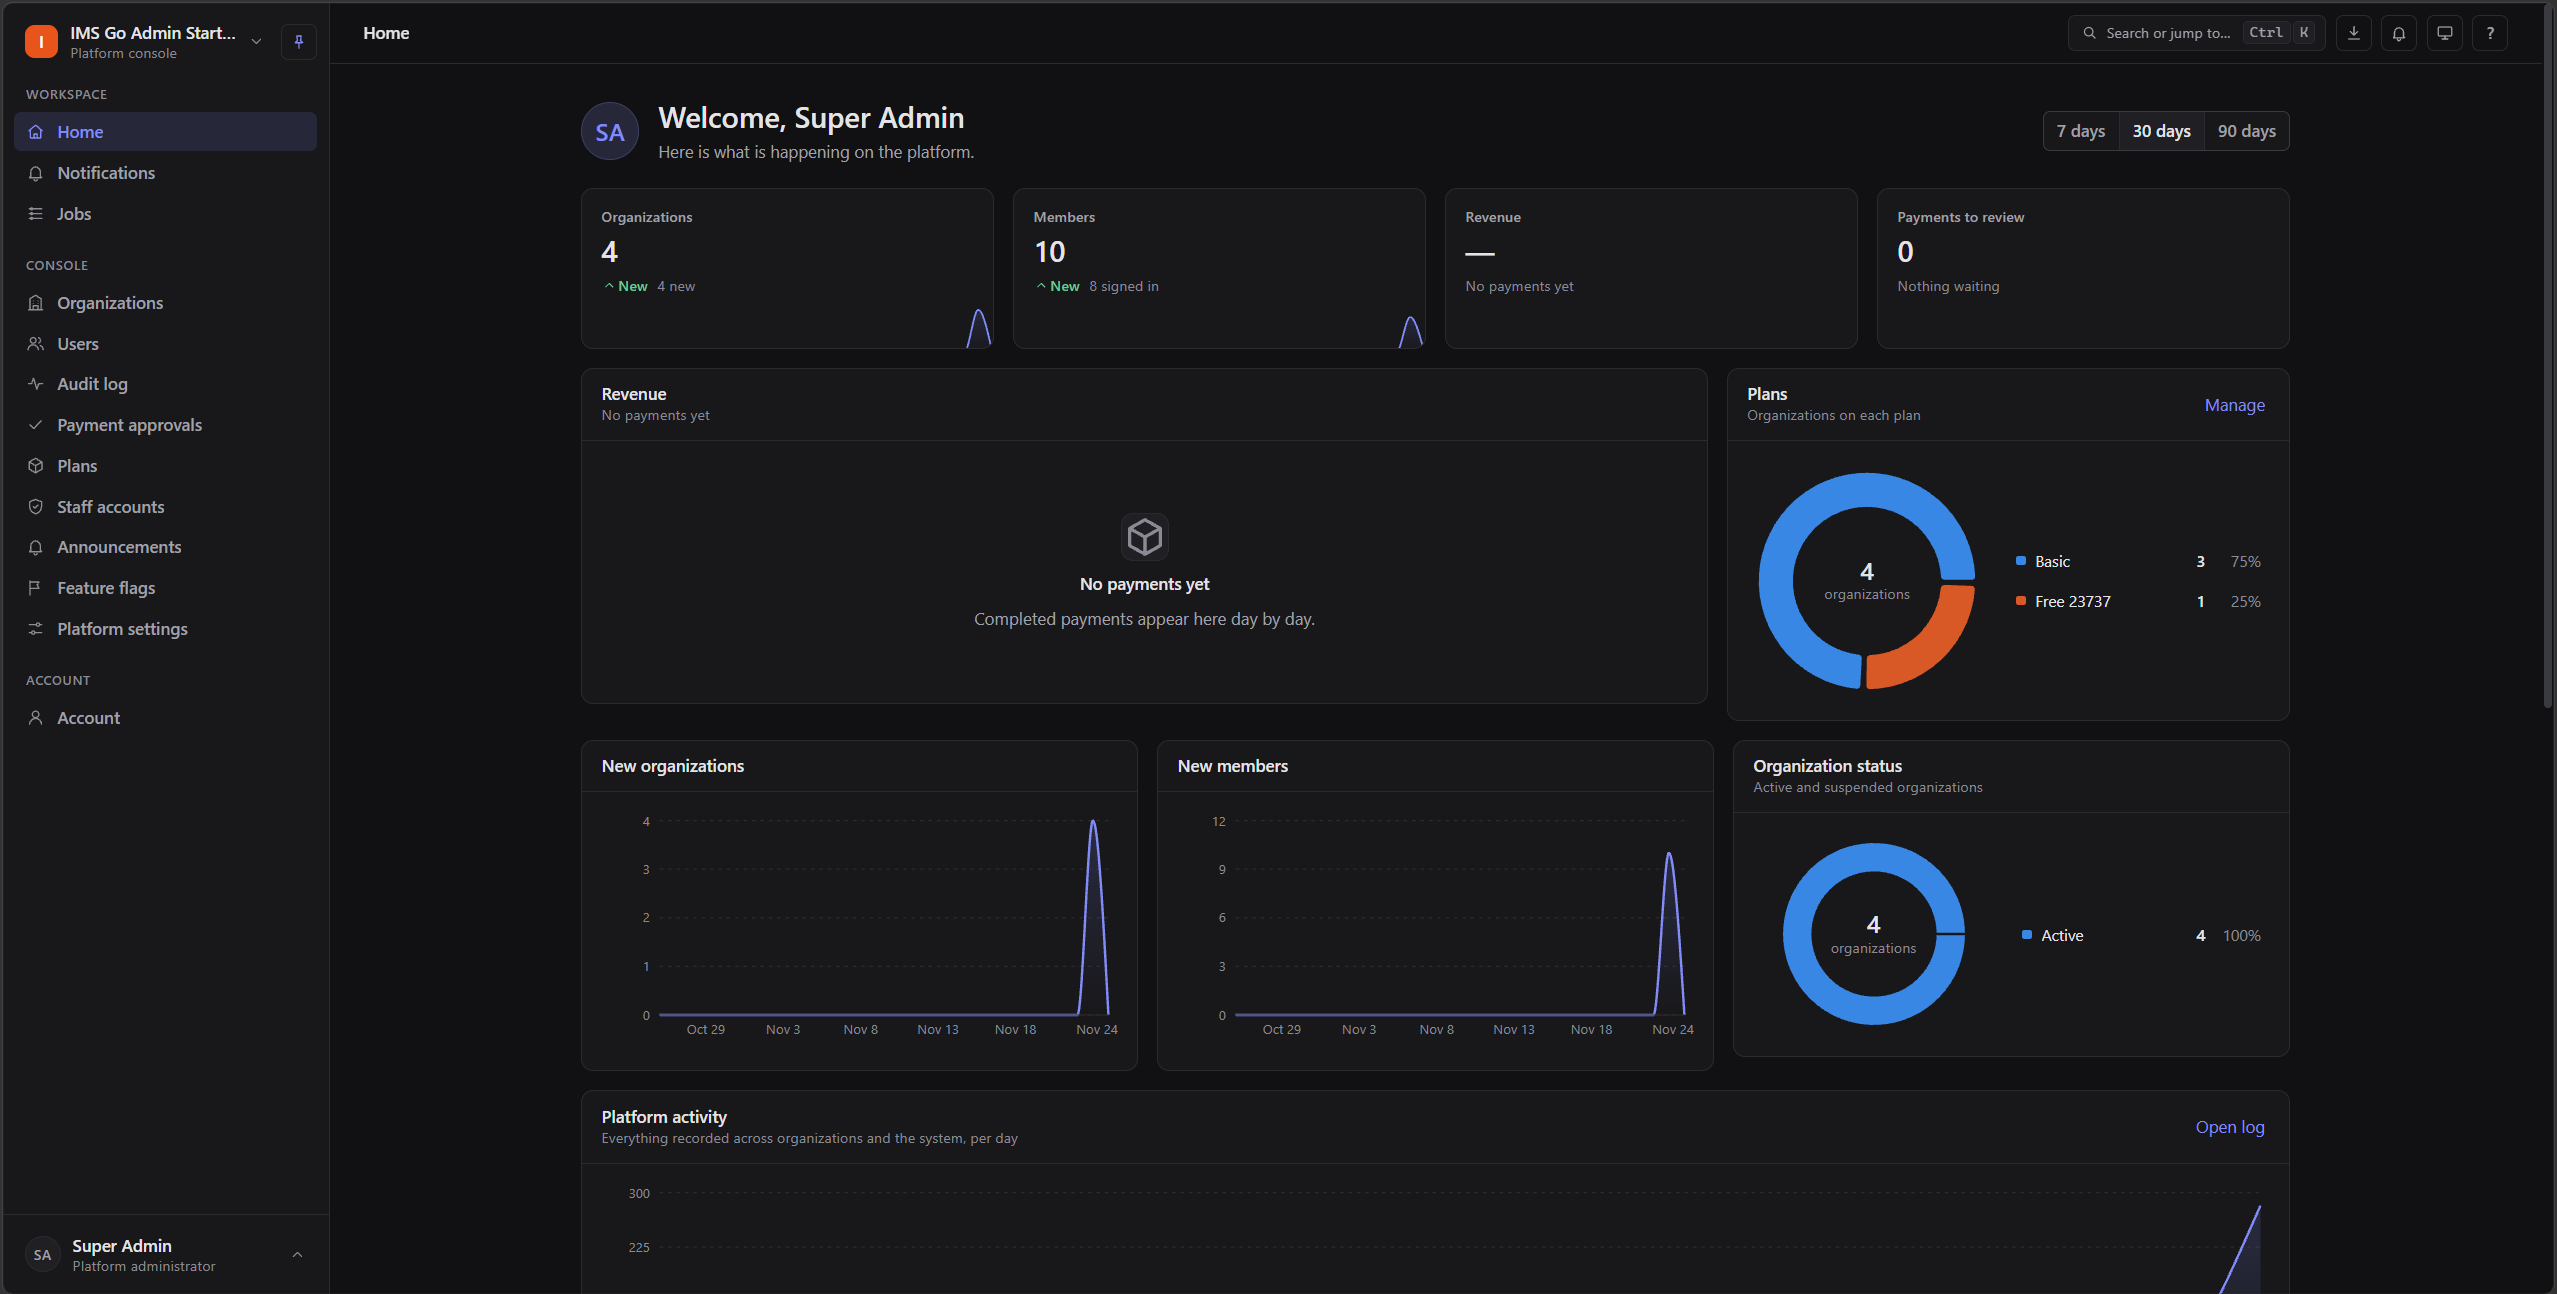 I
IMS Go Admin Start...
Platform console
WORKSPACE
Home
Notifications
Jobs
CONSOLE
Organizations
Users
Audit log
Payment approvals
Plans
Staff accounts
Announcements
Feature flags
Platform settings
ACCOUNT
Account
SA
Super Admin
Platform administrator
Home
Search or jump to... Ctrl K
?
SA
Welcome, Super Admin
Here is what is happening on the platform.
7 days 30 days 90 days
Organizations
4
New 4 new
Members
10
New 8 signed in
Revenue
—
No payments yet
Payments to review
0
Nothing waiting
Revenue
No payments yet
No payments yet
Completed payments appear here day by day.
Plans
Organizations on each plan
Manage
4
organizations
Basic 3 75%
Free 23737 1 25%
New organizations
4
3
2
1
0
Oct 29 Nov 3 Nov 8 Nov 13 Nov 18 Nov 24
New members
12
9
6
3
0
Oct 29 Nov 3 Nov 8 Nov 13 Nov 18 Nov 24
Organization status
Active and suspended organizations
4
organizations
Active 4 100%
Platform activity
Everything recorded across organizations and the system, per day
Open log
300
225